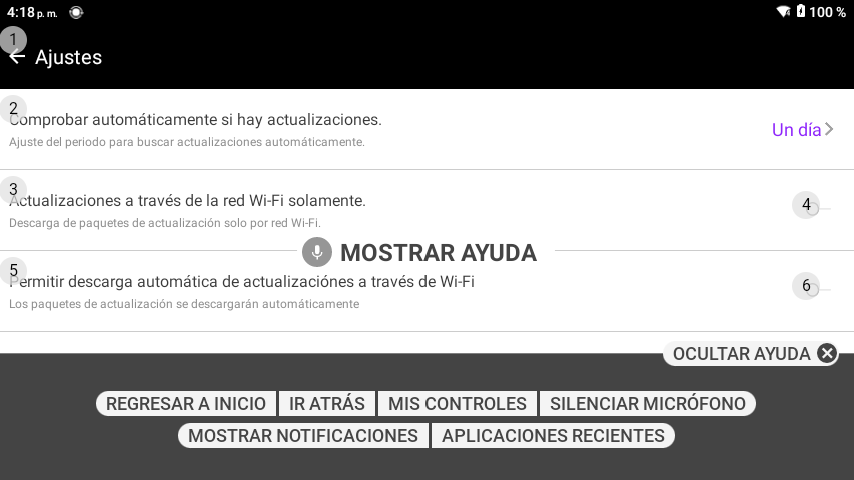 4:18 p. m. 100 %
1
Ajustes
2
Comprobar automáticamente si hay actualizaciones.
Ajuste del periodo para buscar actualizaciones automáticamente.
Un día
3
Actualizaciones a través de la red Wi-Fi solamente.
Descarga de paquetes de actualización solo por red Wi-Fi.
4
MOSTRAR AYUDA
5
Permitir descarga automática de actualizaciónes a través de Wi-Fi
Los paquetes de actualización se descargarán automáticamente
6
OCULTAR AYUDA
REGRESAR A INICIO IR ATRÁS MIS CONTROLES SILENCIAR MICRÓFONO
MOSTRAR NOTIFICACIONES APLICACIONES RECIENTES